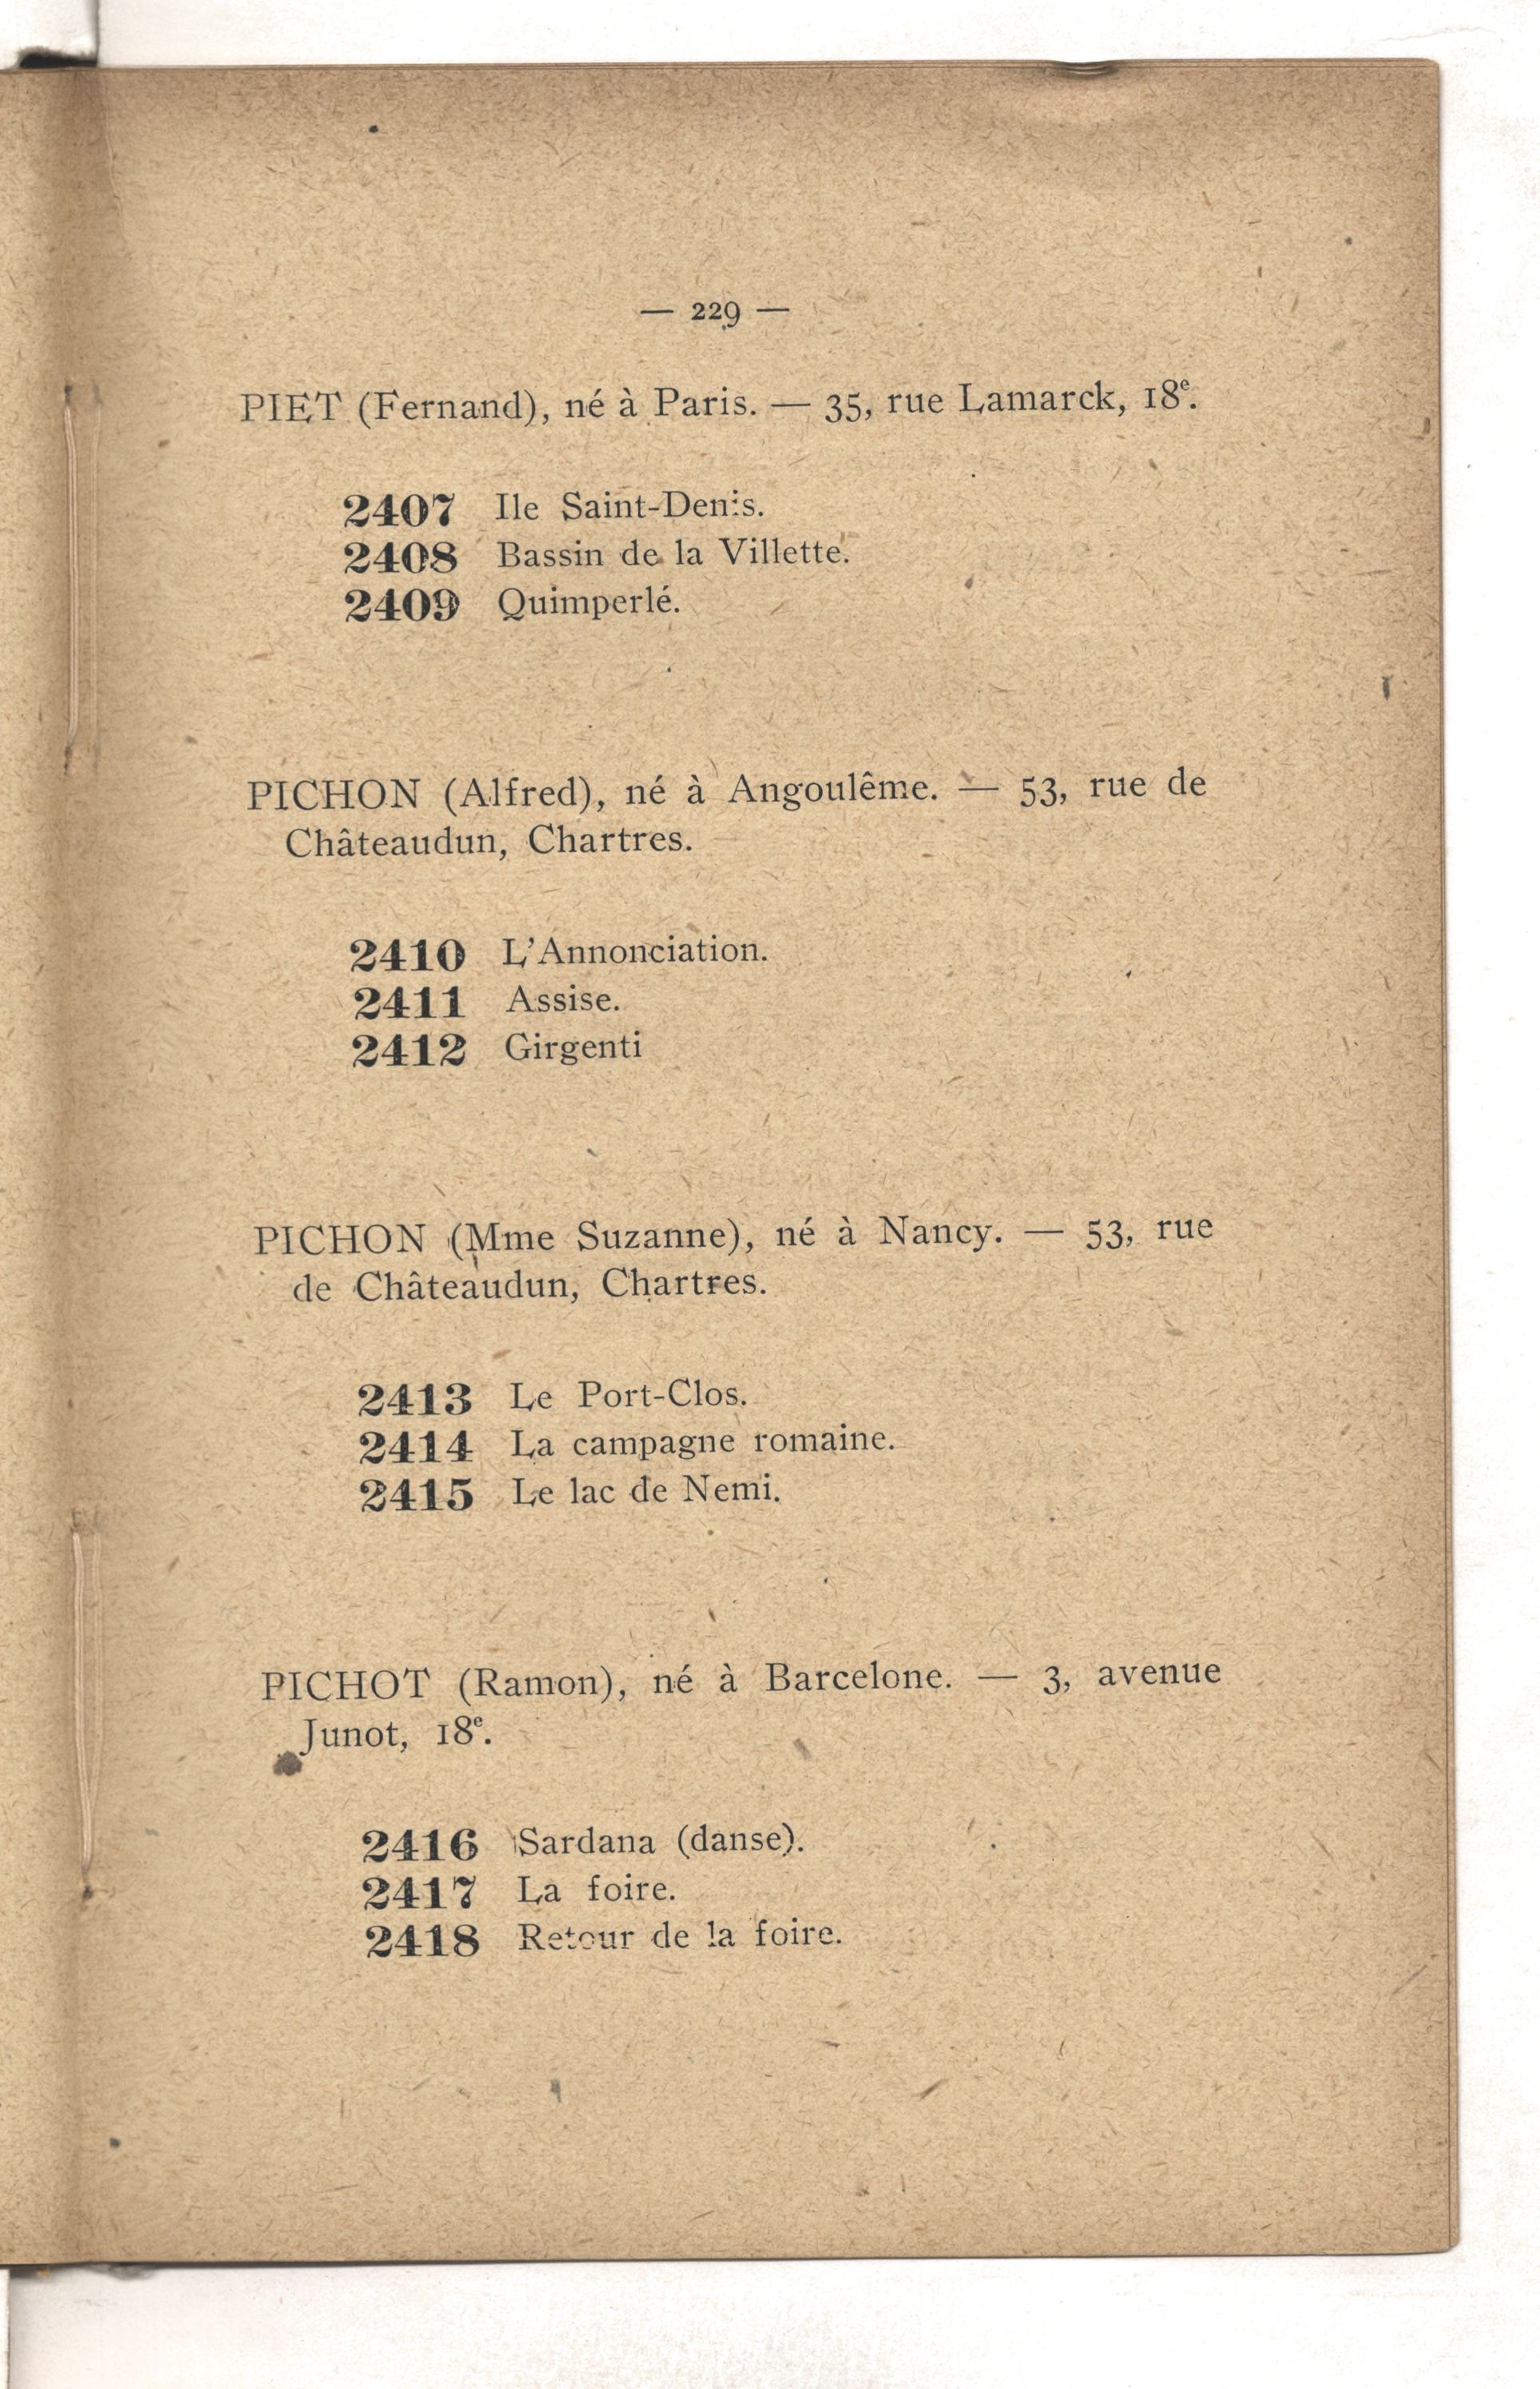 — 229 —
PIET (Fernand), né à Paris. — 35, rue Lamarck, 18e.
2407 Ile Saint-Denis.
2408 Bassin de la Villette.
2409 Quimperlé.
PICHON (Alfred), né à Angoulême. — 53, rue de
Châteaudun, Chartres.
2410 L'Annonciation.
2411 Assise.
2412 Girgenti
PICHON (Mme Suzanne), né à Nancy. — 53, rue
de Châteaudun, Chartres.
2413 Le Port-Clos.
2414 La campagne romaine.
2415 Le lac de Nemi.
PICHOT (Ramon), né à Barcelone. — 3, avenue
Junot, 18e.
2416 Sardana (danse).
2417 La foire.
2418 Retour de la foire.